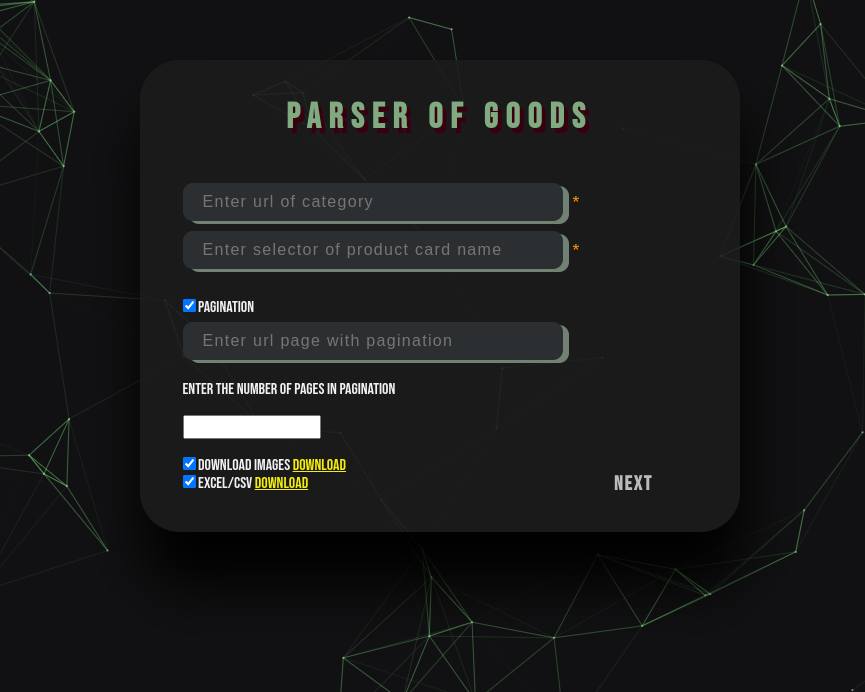 PARSER OF GOODS
Enter url of category *
Enter selector of product card name *
PAGINATION
Enter url page with pagination
ENTER THE NUMBER OF PAGES IN PAGINATION
DOWNLOAD IMAGES DOWNLOAD
EXCEL/CSV DOWNLOAD
NEXT